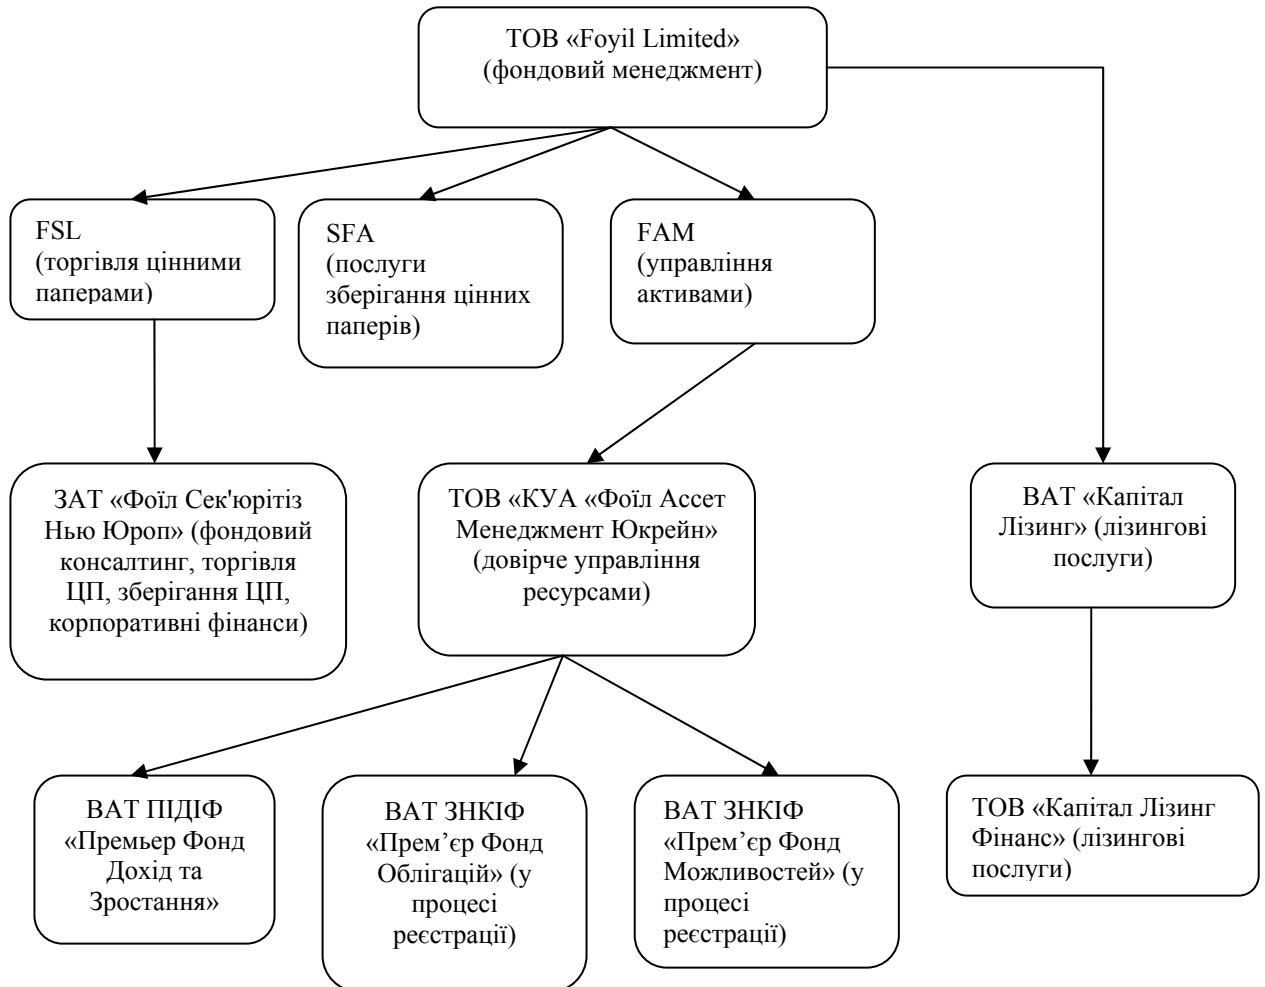 ТОВ «Foyil Limited»
(фондовий менеджмент)
FSL
(торгівля цінними
паперами)
SFA
(послуги
зберігання цінних
паперів)
FAM
(управління
активами)
ЗАТ «Фоїл Сек'юрітіз
Нью Юроп» (фондовий
консалтинг, торгівля
ЦП, зберігання ЦП,
корпоративні фінанси)
ТОВ «КУА «Фоїл Ассет
Менеджмент Юкрейн»
(довірче управління
ресурсами)
ВАТ «Капітал
Лізинг» (лізингові
послуги)
ВАТ ПІДІФ
«Премьер Фонд
Дохід та
Зростання»
ВАТ ЗНКІФ
«Прем’єр Фонд
Облігацій» (у
процесі
реєстрації)
ВАТ ЗНКІФ
«Прем’єр Фонд
Можливостей» (у
процесі
реєстрації)
ТОВ «Капітал Лізинг
Фінанс» (лізингові
послуги)